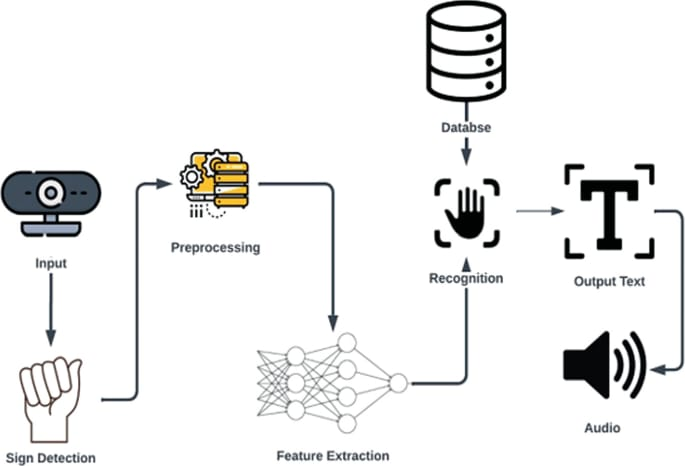 Databse
Input
Preprocessing
Recognition
Output Text
Sign Detection
Feature Extraction
Audio